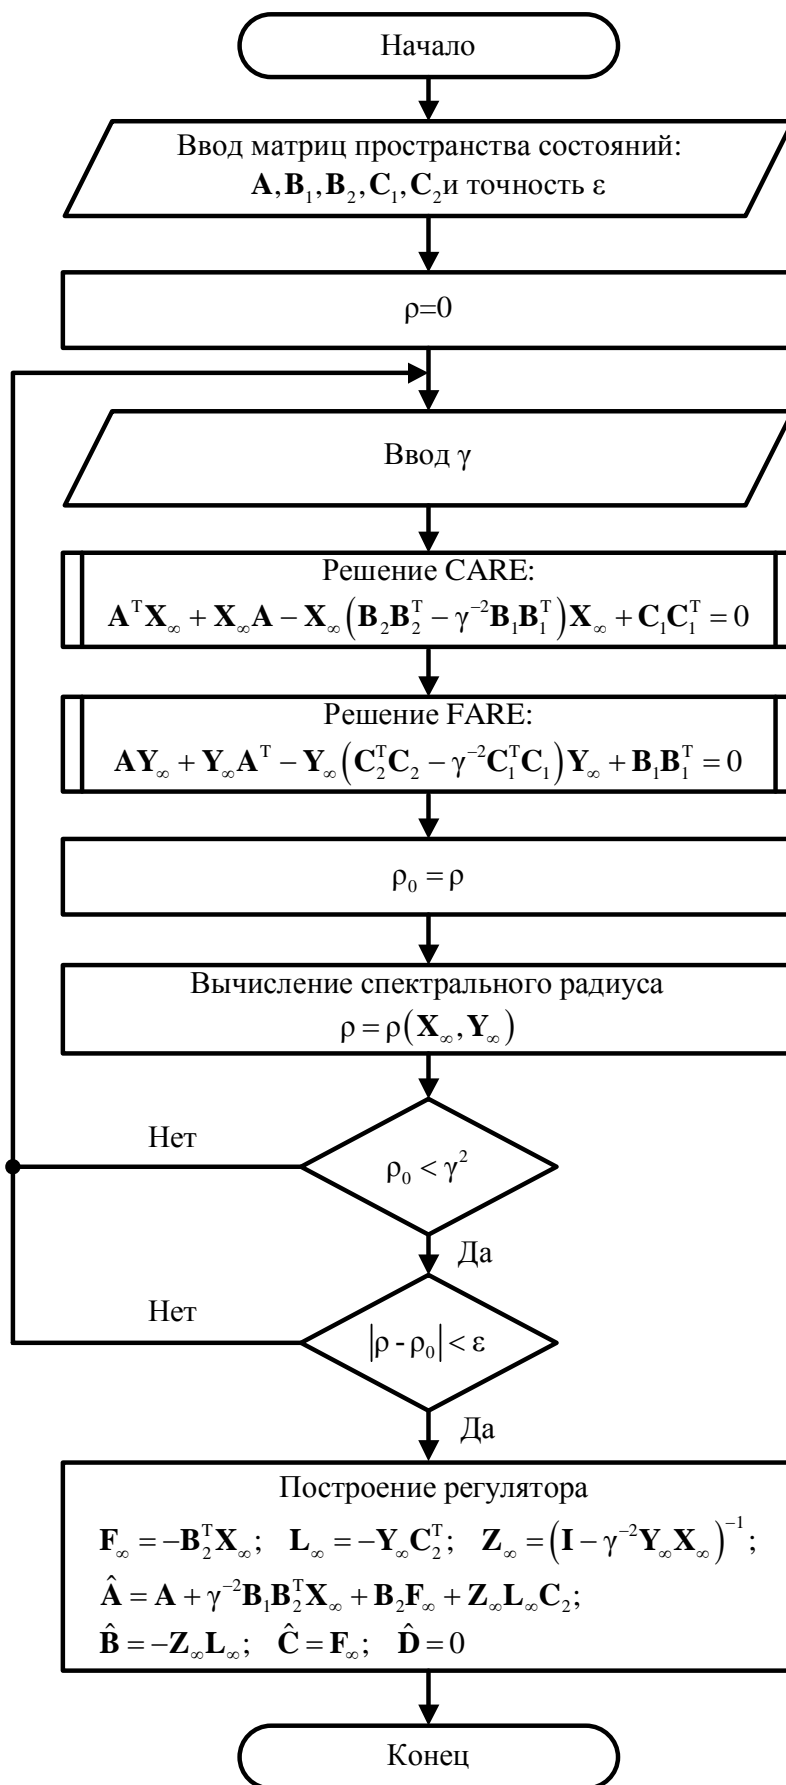 Начало
Ввод матриц пространства состояний:
A, B₁, B₂, C₁, C₂ и точность ε
ρ=0
Ввод γ
Решение CARE:
AᵀX∞ + X∞A − X∞(B₂B₂ᵀ − γ⁻²B₁B₁ᵀ)X∞ + C₁C₁ᵀ = 0
Решение FARE:
AY∞ + Y∞Aᵀ − Y∞(C₂ᵀC₂ − γ⁻²C₁ᵀC₁)Y∞ + B₁B₁ᵀ = 0
ρ₀ = ρ
Вычисление спектрального радиуса
ρ = ρ(X∞, Y∞)
Нет
ρ₀ < γ²
Да
Нет
|ρ - ρ₀| < ε
Да
Построение регулятора
F∞ = −B₂ᵀX∞; L∞ = −Y∞C₂ᵀ; Z∞ = (I − γ⁻²Y∞X∞)⁻¹;
Â = A + γ⁻²B₁B₂ᵀX∞ + B₂F∞ + Z∞L∞C₂;
B̂ = −Z∞L∞; Ĉ = F∞; D̂ = 0
Конец